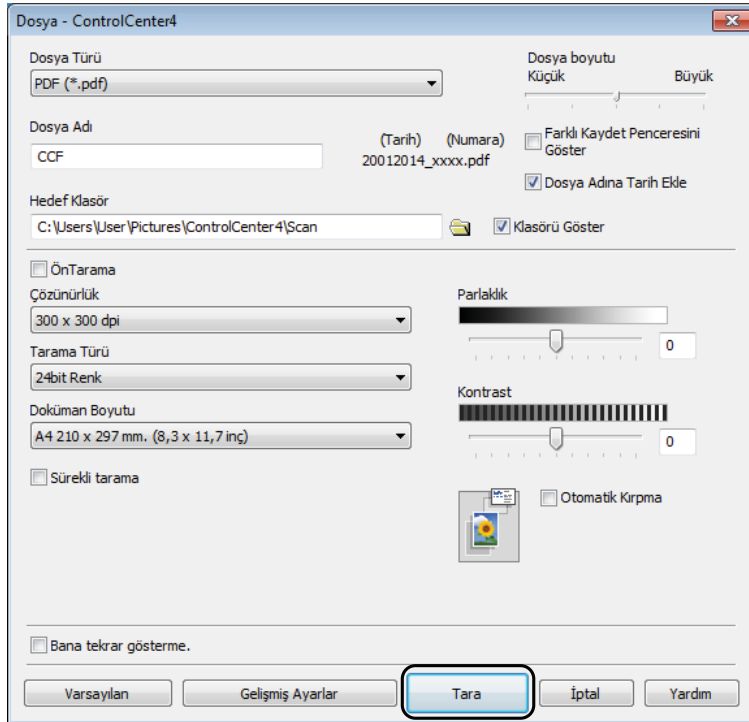 Dosya - ControlCenter4
Dosya Türü
PDF (*.pdf)
Dosya boyutu
Küçük Büyük
Dosya Adı
CCF
(Tarih) (Numara)
20012014_xxxx.pdf
Farklı Kaydet Penceresini
Göster
Dosya Adına Tarih Ekle
Hedef Klasör
C:\Users\User\Pictures\ControlCenter4\Scan
Klasörü Göster
ÖnTarama
Çözünürlük
300 x 300 dpi
Tarama Türü
24bit Renk
Doküman Boyutu
A4 210 x 297 mm. (8,3 x 11,7 inç)
Sürekli tarama
Parlaklık
0
Kontrast
0
Otomatik Kırpma
Bana tekrar gösterme.
Varsayılan Gelişmiş Ayarlar Tara İptal Yardım